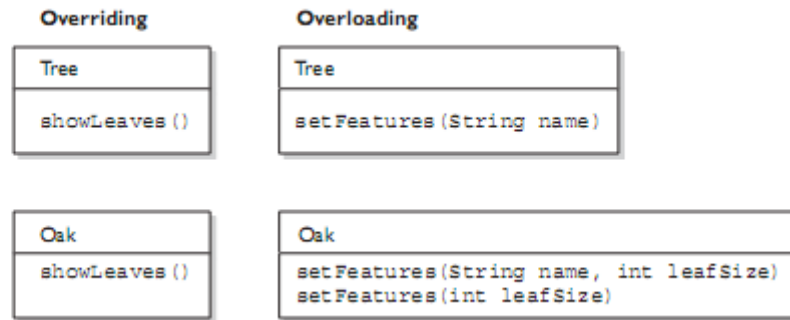 Overriding
Overloading
Tree
showLeaves()
Tree
setFeatures(String name)
Oak
showLeaves()
Oak
setFeatures(String name, int leafSize)
setFeatures(int leafSize)